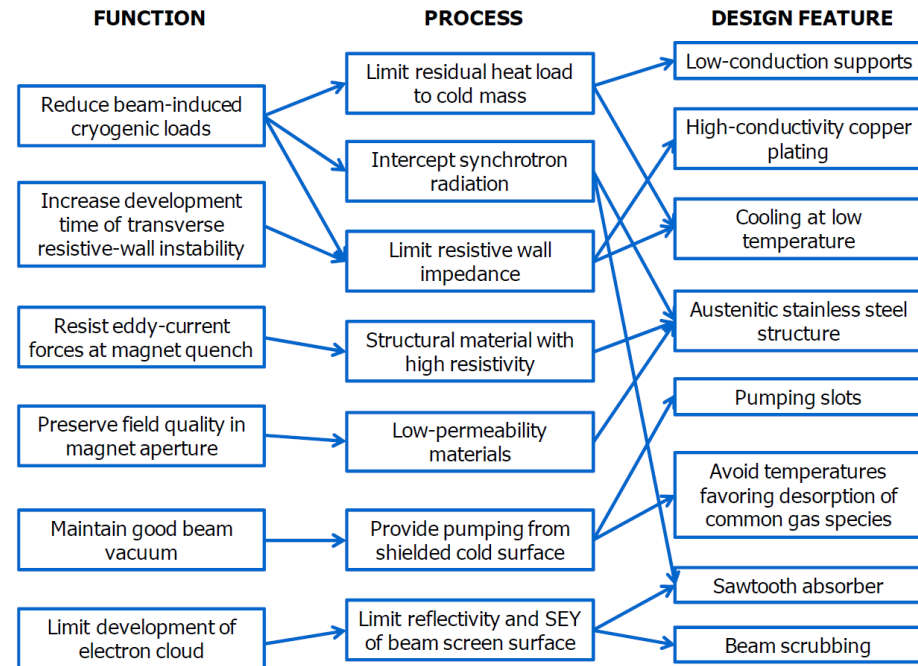 FUNCTION
PROCESS
DESIGN FEATURE
Reduce beam-induced
cryogenic loads
Increase development
time of transverse
resistive-wall instability
Resist eddy-current
forces at magnet quench
Preserve field quality in
magnet aperture
Maintain good beam
vacuum
Limit development of
electron cloud
Limit residual heat load
to cold mass
Intercept synchrotron
radiation
Limit resistive wall
impedance
Structural material with
high resistivity
Low-permeability
materials
Provide pumping from
shielded cold surface
Limit reflectivity and SEY
of beam screen surface
Low-conduction supports
High-conductivity copper
plating
Cooling at low
temperature
Austenitic stainless steel
structure
Pumping slots
Avoid temperatures
favoring desorption of
common gas species
Sawtooth absorber
Beam scrubbing